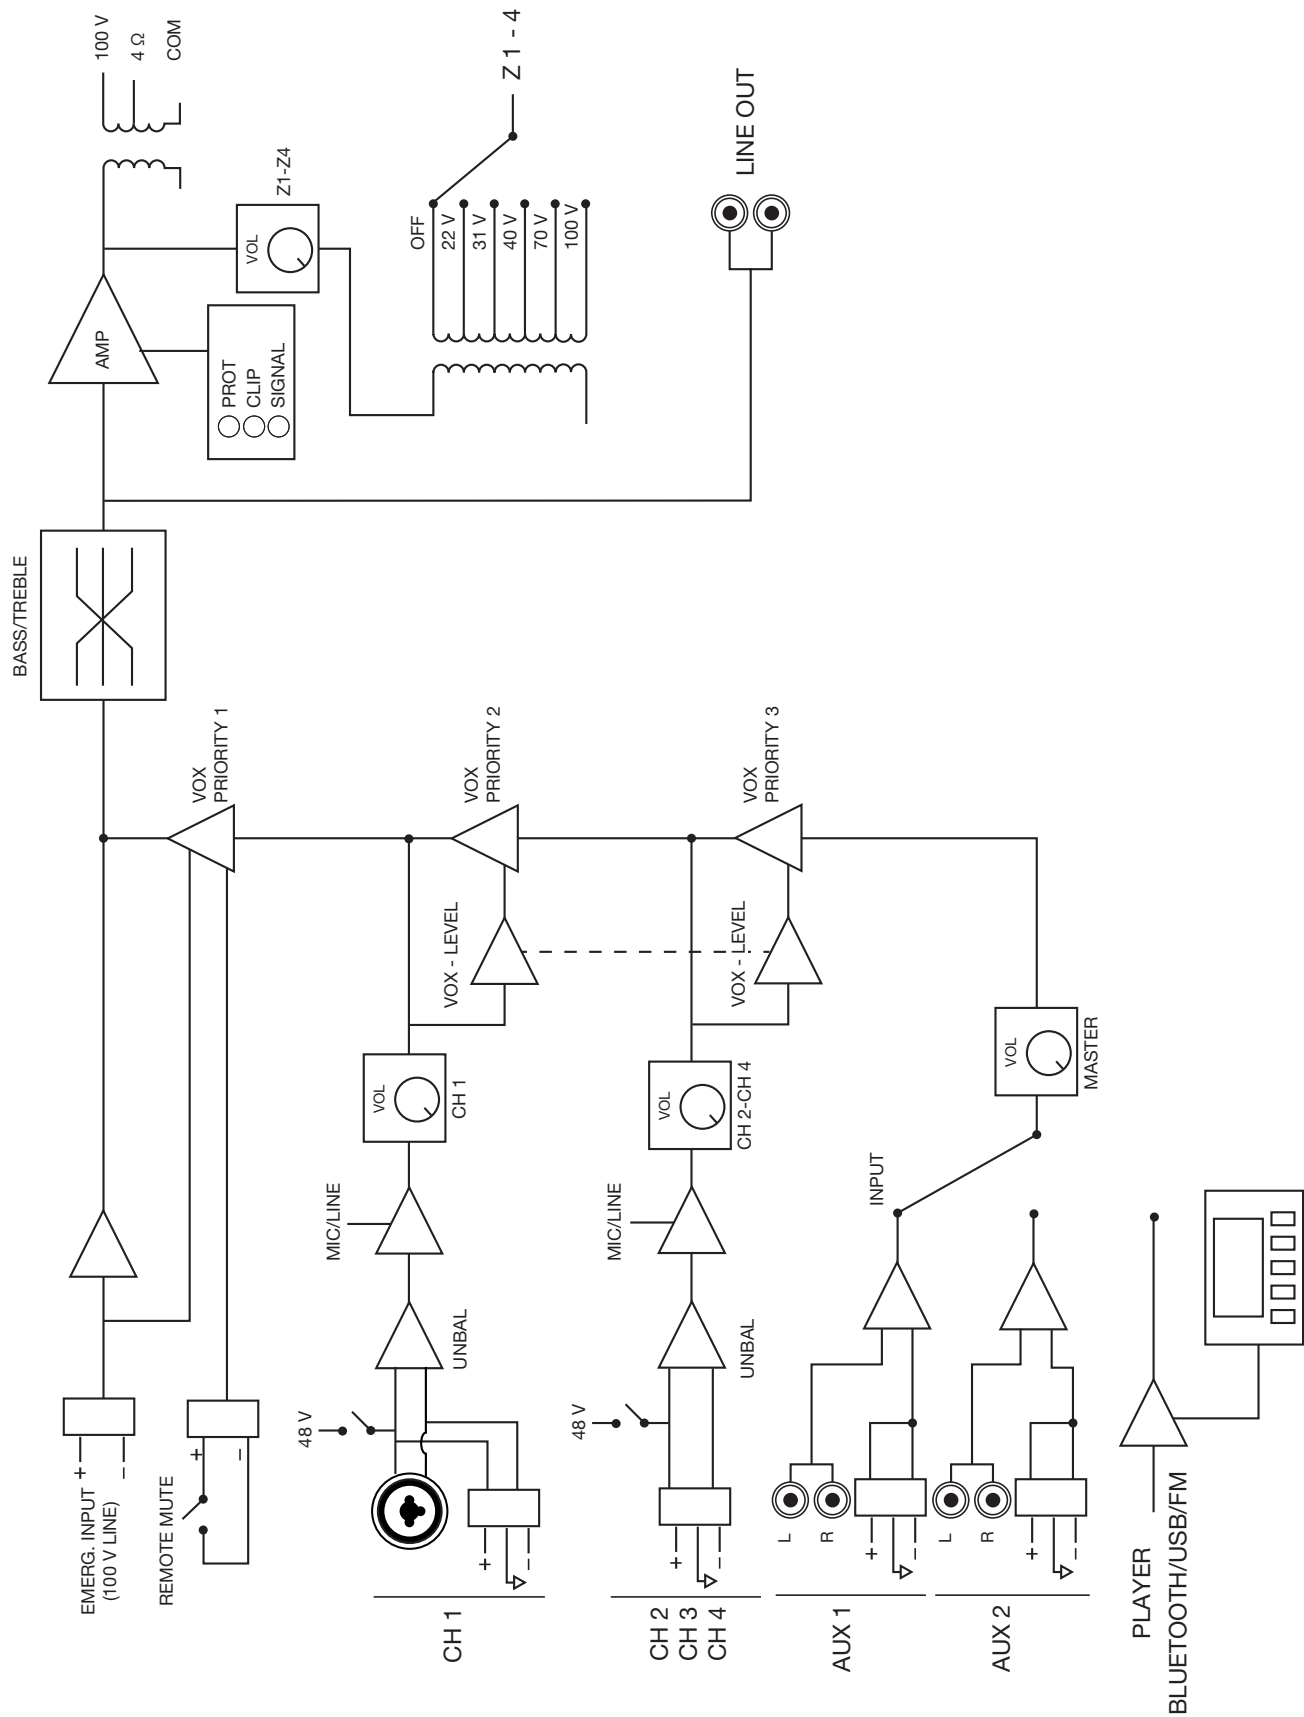 EMERG. INPUT
(100 V LINE)
+
–
REMOTE MUTE
+
–
BASS/TREBLE
VOX
PRIORITY 1
AMP
PROT
CLIP
SIGNAL
VOL
Z1-Z4
100 V
4 Ω
COM
CH 1
+
–
48 V
UNBAL
MIC/LINE
VOL
CH 1
VOX - LEVEL
VOX
PRIORITY 2
OFF
22 V
31 V
40 V
70 V
100 V
Z 1 - 4
CH 2
CH 3
CH 4
+
–
48 V
UNBAL
MIC/LINE
VOL
CH 2-CH 4
VOX - LEVEL
VOX
PRIORITY 3
LINE OUT
AUX 1
L
R
+
–
INPUT
AUX 2
L
R
+
–
VOL
MASTER
PLAYER
BLUETOOTH/USB/FM